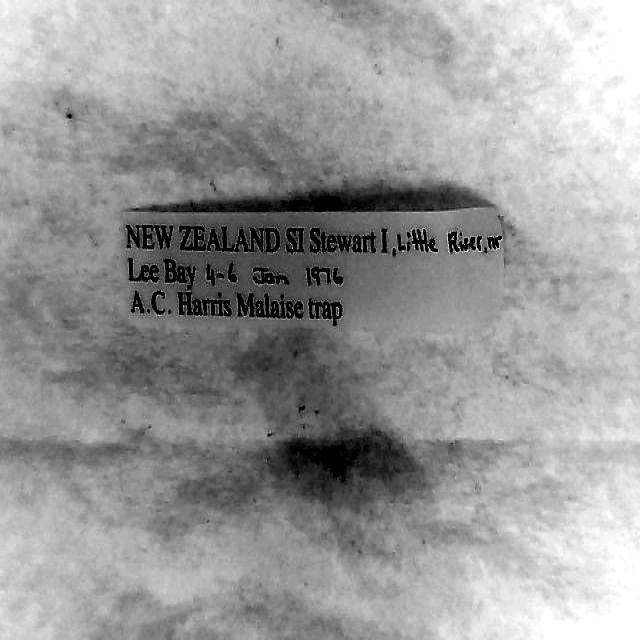 NEW ZEALAND SI Stewart I, Little River, nr
Lee Bay 4-6 Jan 1976
A.C. Harris Malaise trap